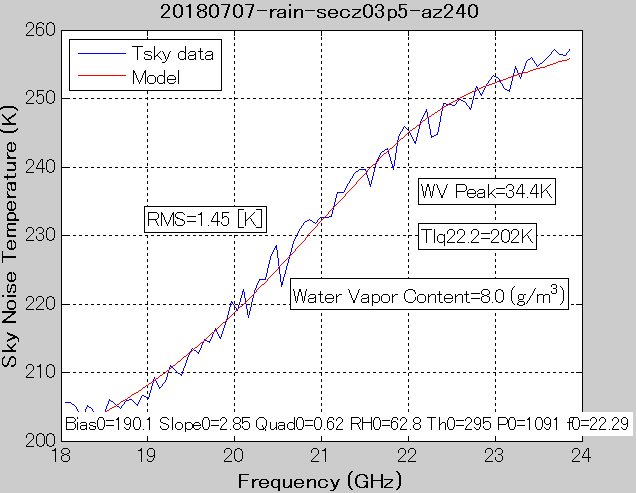 20180707-rain-secz03p5-az240
260
250
240
230
220
210
200
Sky Noise Temperature (K)
Tsky data
Model
WV Peak=34.4K
RMS=1.45 [K]
Tlq22.2=202K
Water Vapor Content=8.0 (g/m³)
Bias0=190.1 Slope0=2.85 Quad0=0.62 RH0=62.8 Th0=295 P0=1091 f0=22.29
18 19 20 21 22 23 24
Frequency (GHz)